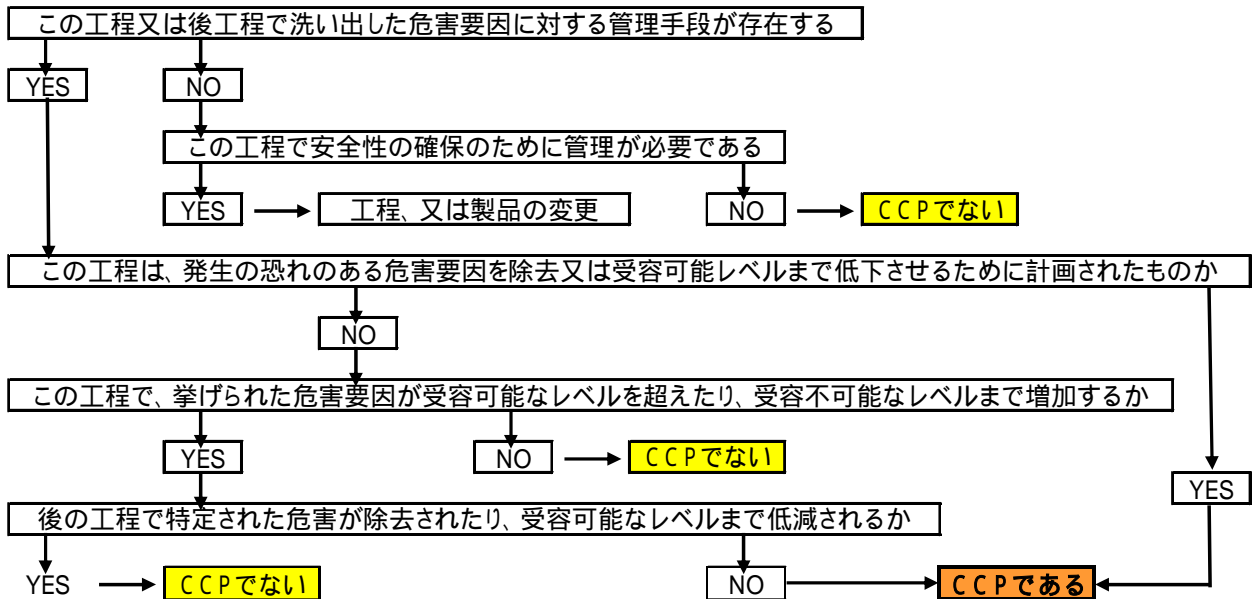 この工程又は後工程で洗い出した危害要因に対する管理手段が存在する
YES
NO
この工程で安全性の確保のために管理が必要である
YES
工程、又は製品の変更
NO
ＣＣＰでない
この工程は、発生の恐れのある危害要因を除去又は受容可能レベルまで低下させるために計画されたものか
NO
この工程で、挙げられた危害要因が受容可能なレベルを超えたり、受容不可能なレベルまで増加するか
YES
NO
ＣＣＰでない
YES
後の工程で特定された危害が除去されたり、受容可能なレベルまで低減されるか
YES
ＣＣＰでない
NO
ＣＣＰである